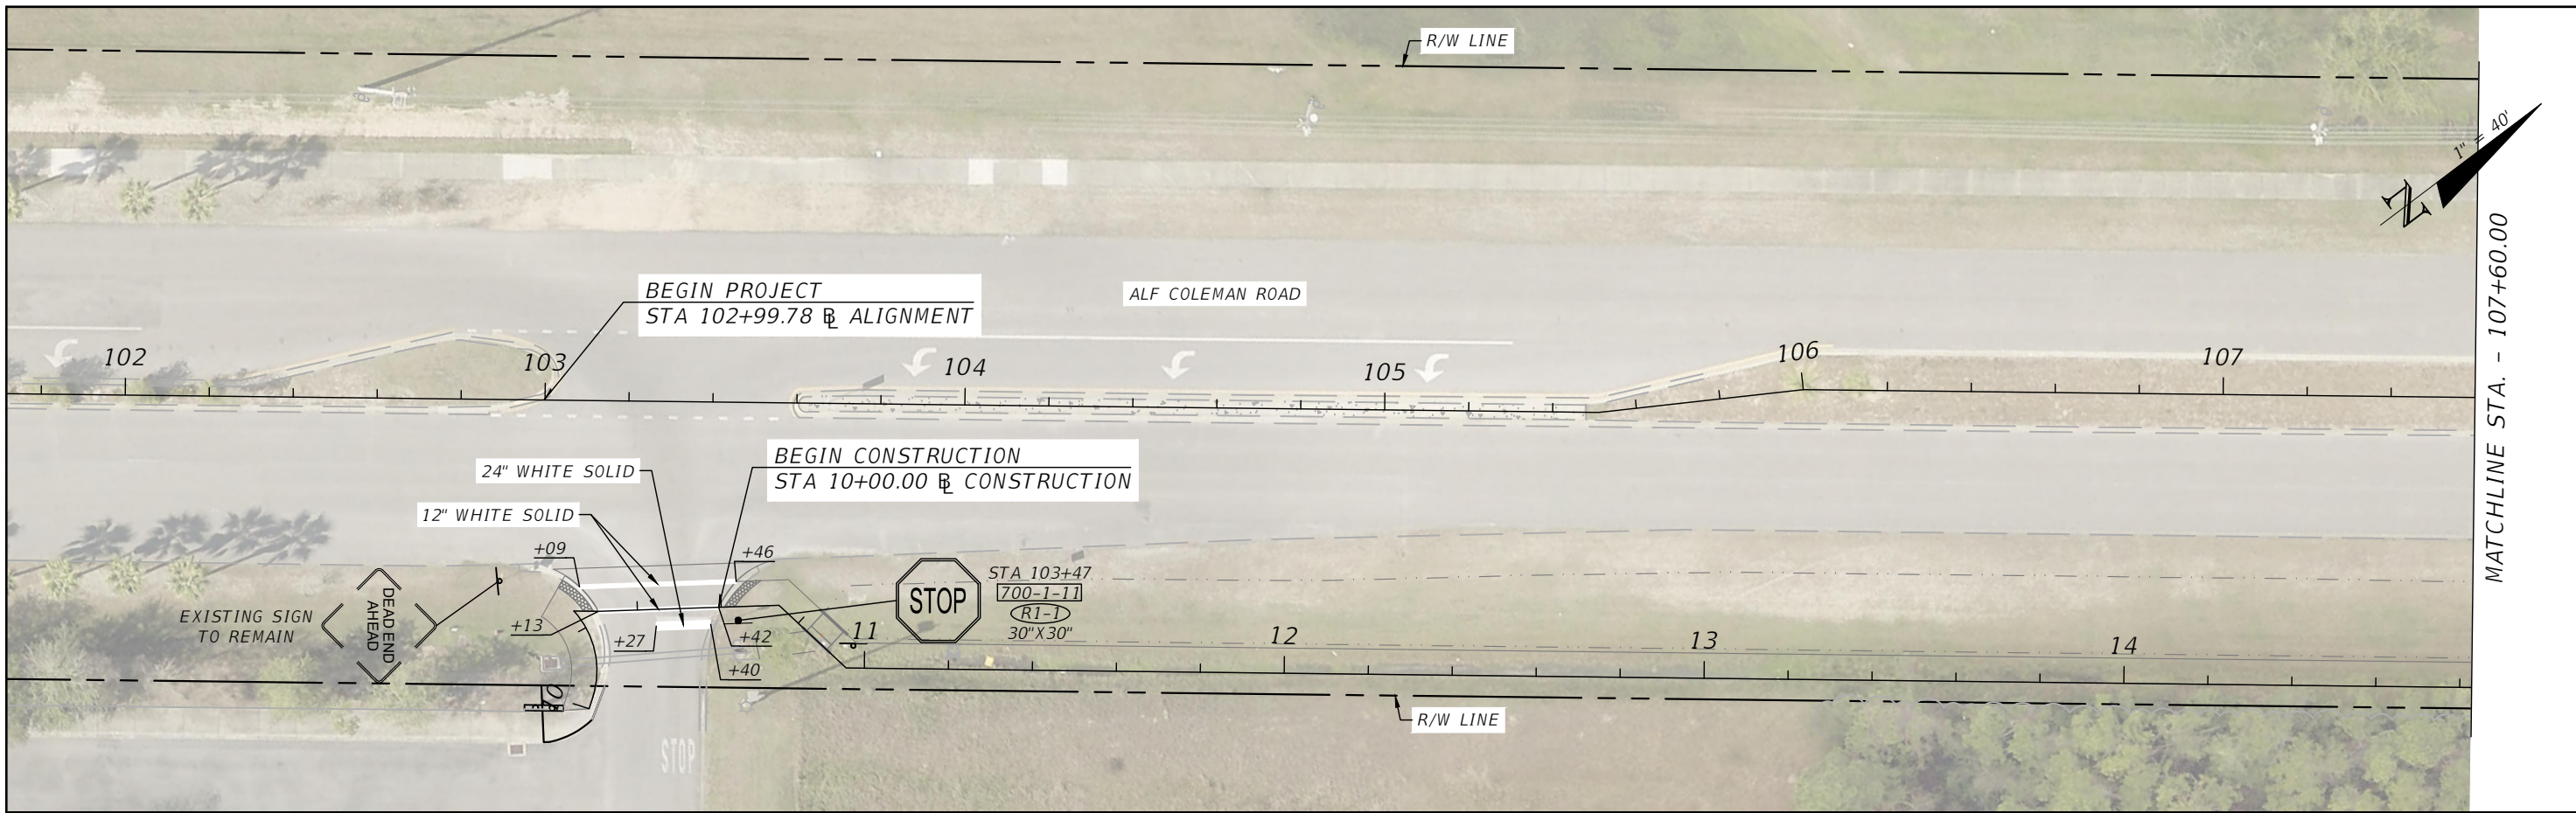 R/W LINE
1" = 40'
N
BEGIN PROJECT
STA 102+99.78 BL ALIGNMENT
ALF COLEMAN ROAD
102
103
104
105
106
107
MATCHLINE STA. - 107+60.00
BEGIN CONSTRUCTION
STA 10+00.00 BL CONSTRUCTION
24" WHITE SOLID
12" WHITE SOLID
+09
+46
EXISTING SIGN
TO REMAIN
DEAD END
AHEAD
+13
+27
+42
+40
STOP
STA 103+47
700-1-11
R1-1
30"X30"
11
12
13
14
R/W LINE
STOP